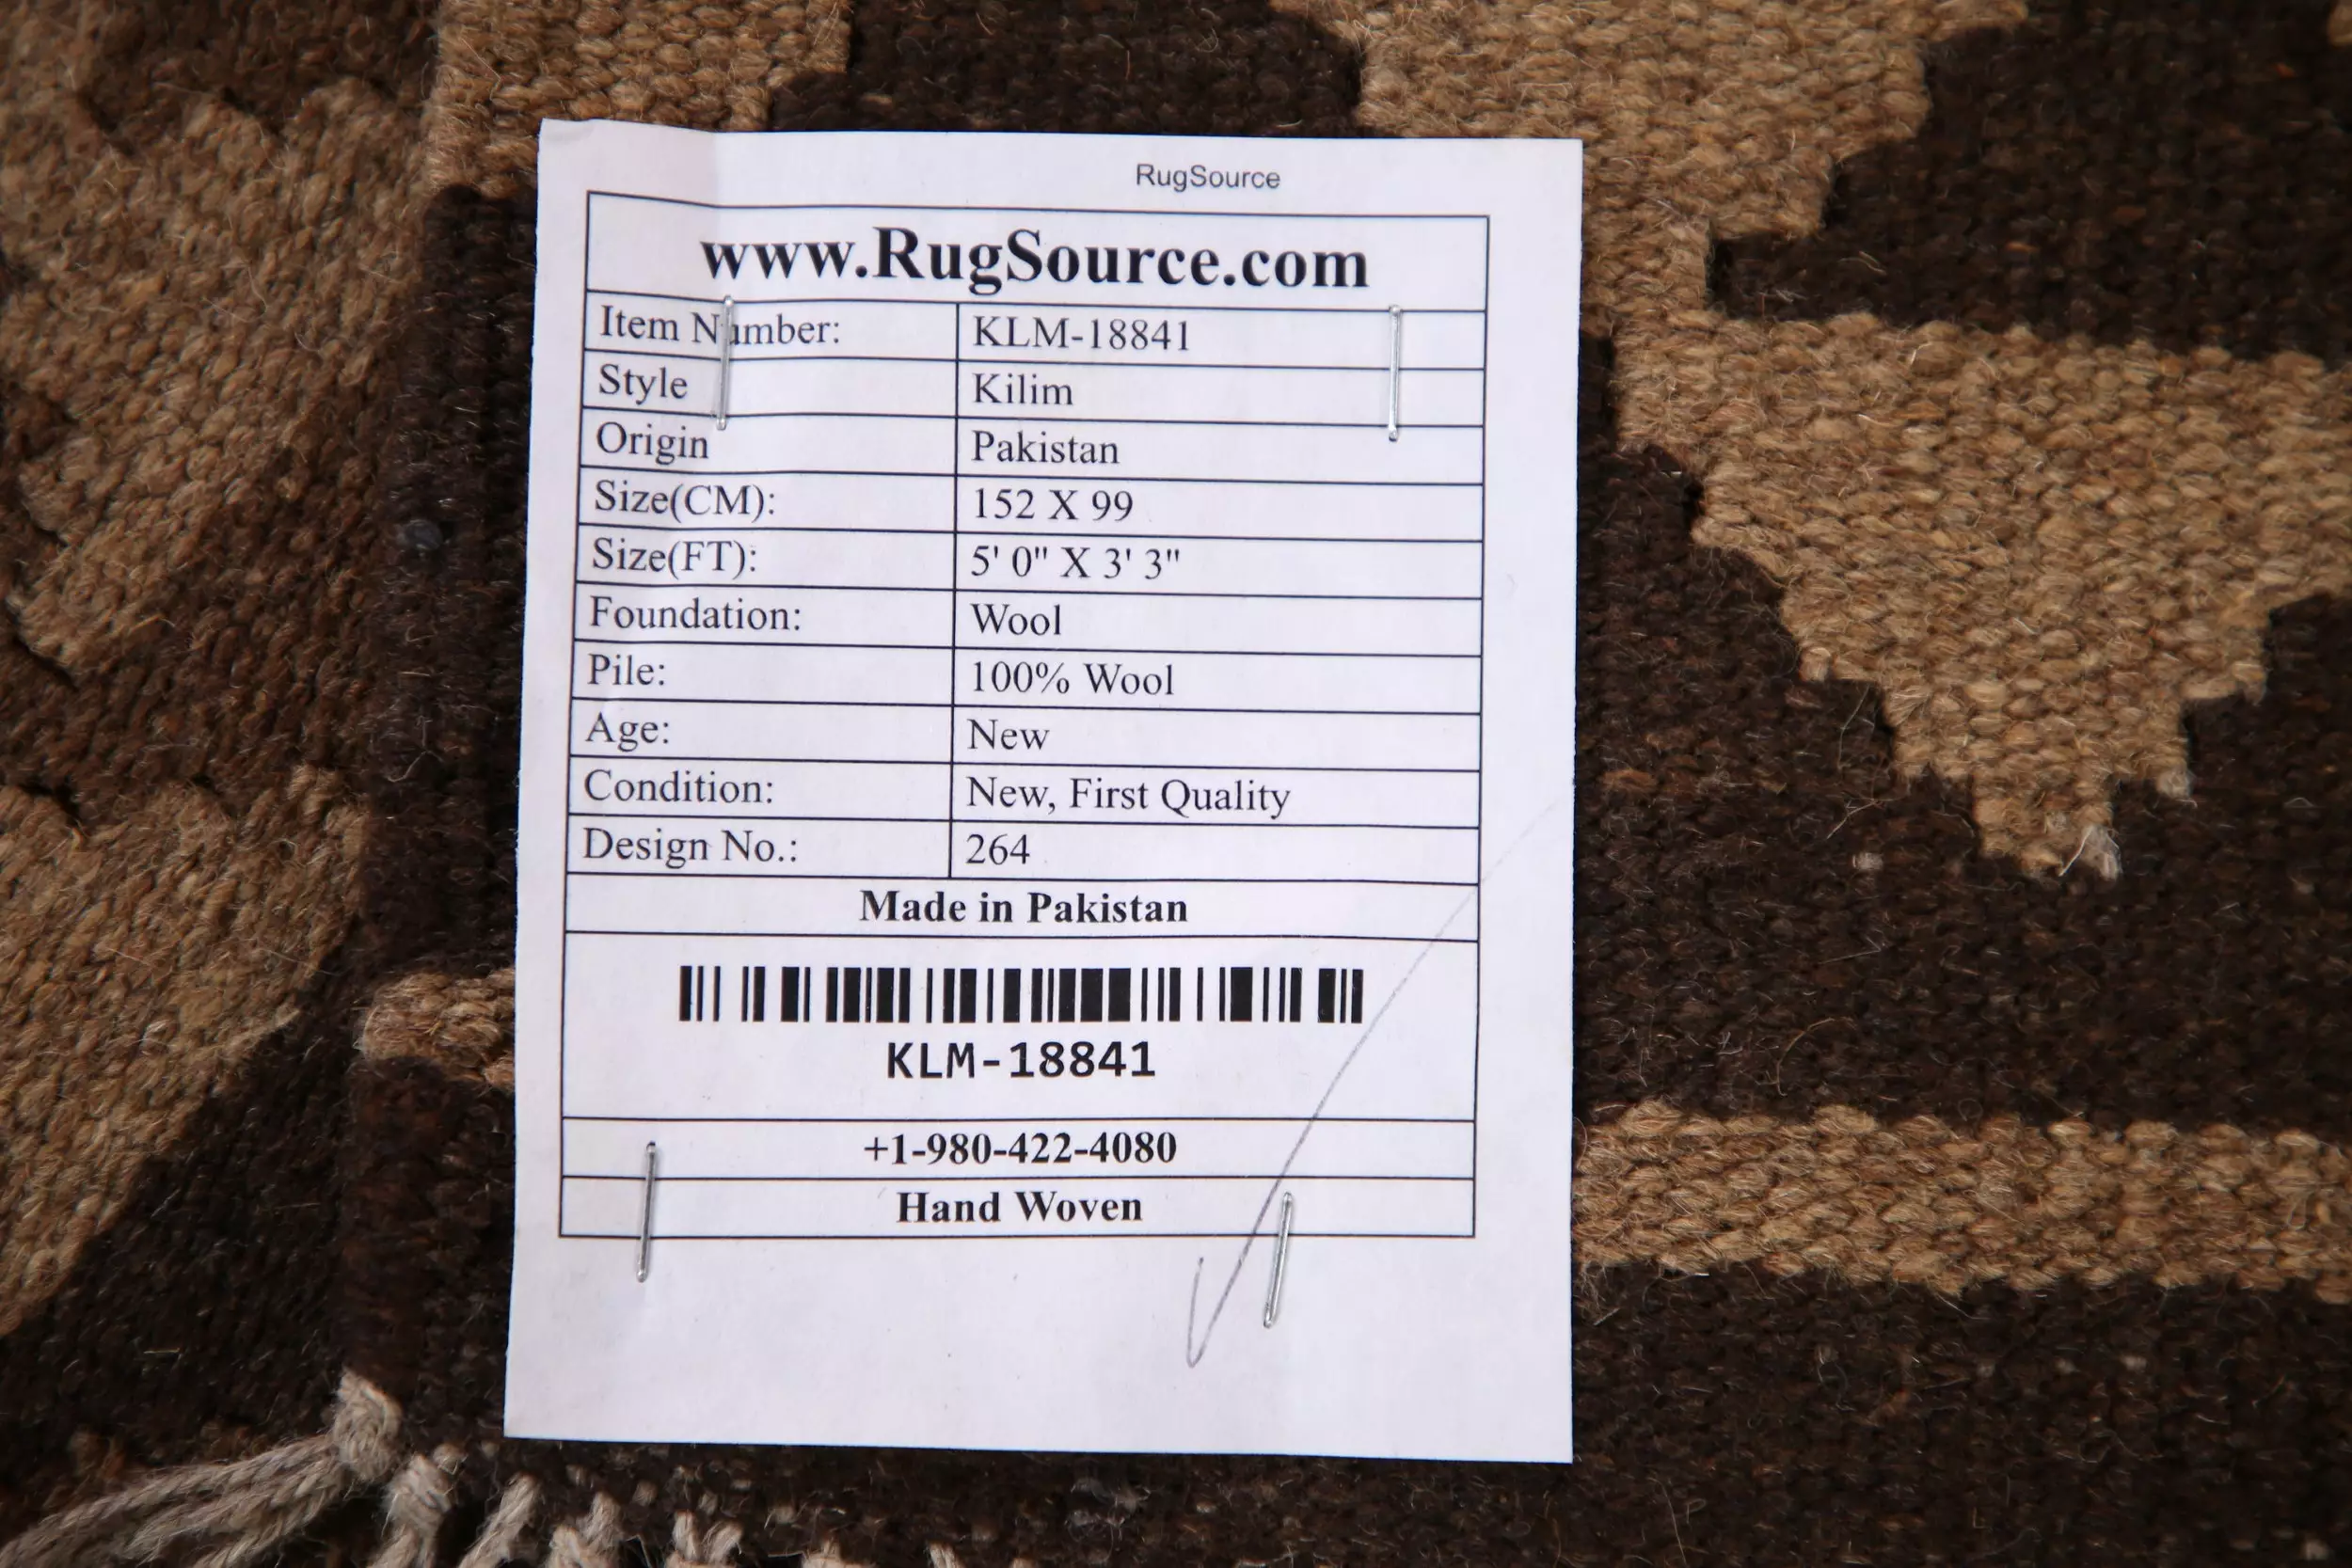 RugSource
www.RugSource.com
Item Number: KLM-18841
Style Kilim
Origin Pakistan
Size(CM): 152 X 99
Size(FT): 5' 0" X 3' 3"
Foundation: Wool
Pile: 100% Wool
Age: New
Condition: New, First Quality
Design No.: 264
Made in Pakistan
KLM-18841
+1-980-422-4080
Hand Woven